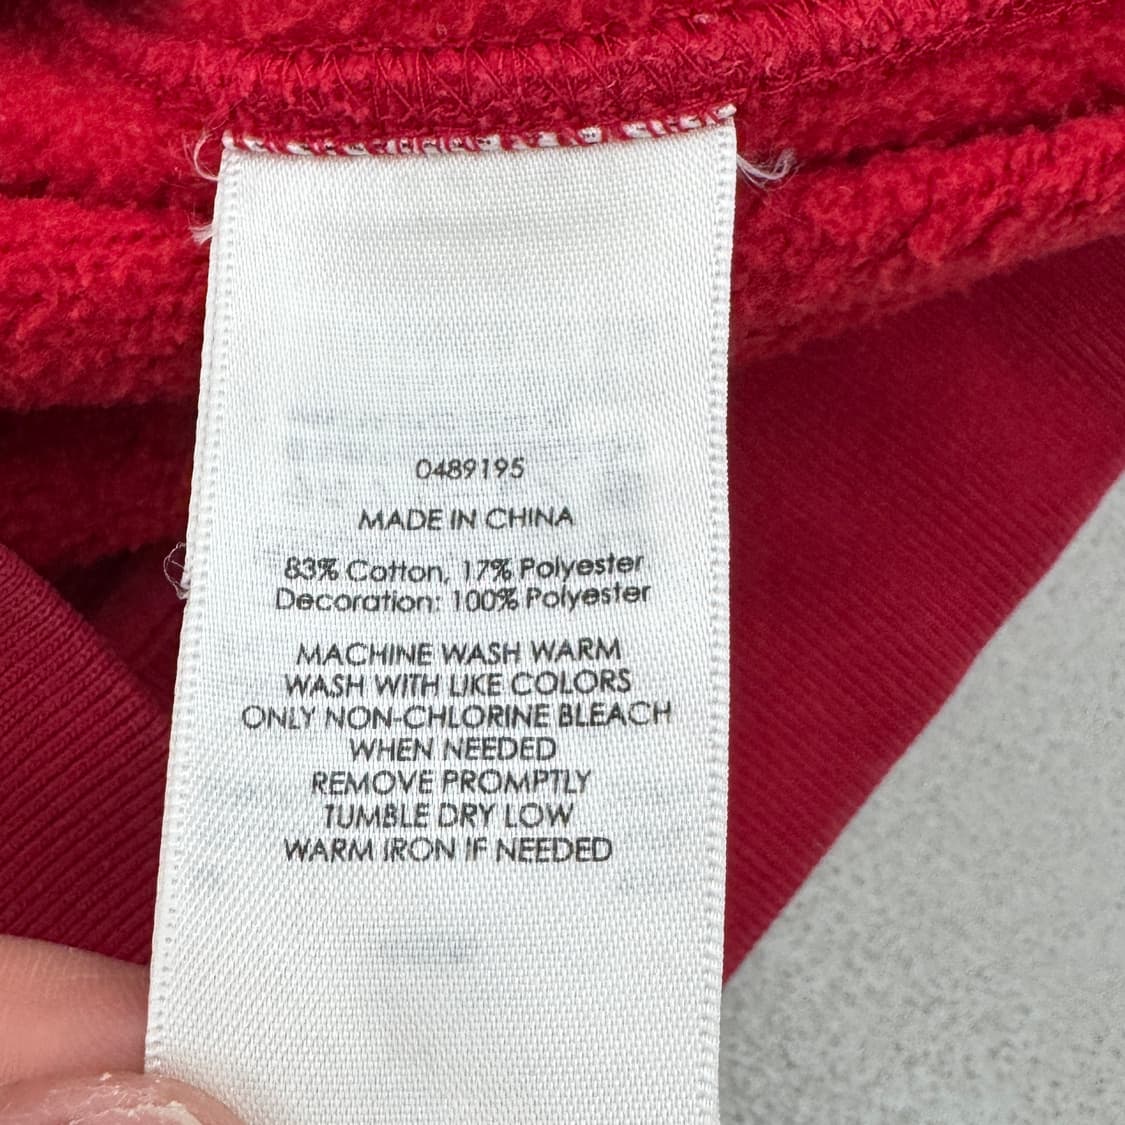 0489195
MADE IN CHINA
83% Cotton, 17% Polyester
Decoration: 100% Polyester
MACHINE WASH WARM
WASH WITH LIKE COLORS
ONLY NON-CHLORINE BLEACH
WHEN NEEDED
REMOVE PROMPTLY
TUMBLE DRY LOW
WARM IRON IF NEEDED